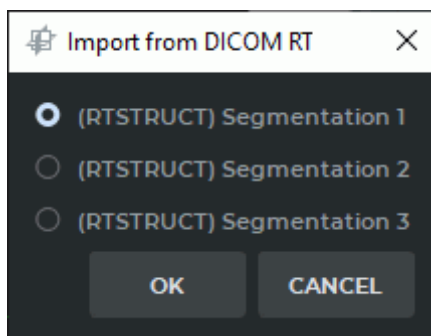 Import from DICOM RT
(RTSTRUCT) Segmentation 1
(RTSTRUCT) Segmentation 2
(RTSTRUCT) Segmentation 3
OK CANCEL